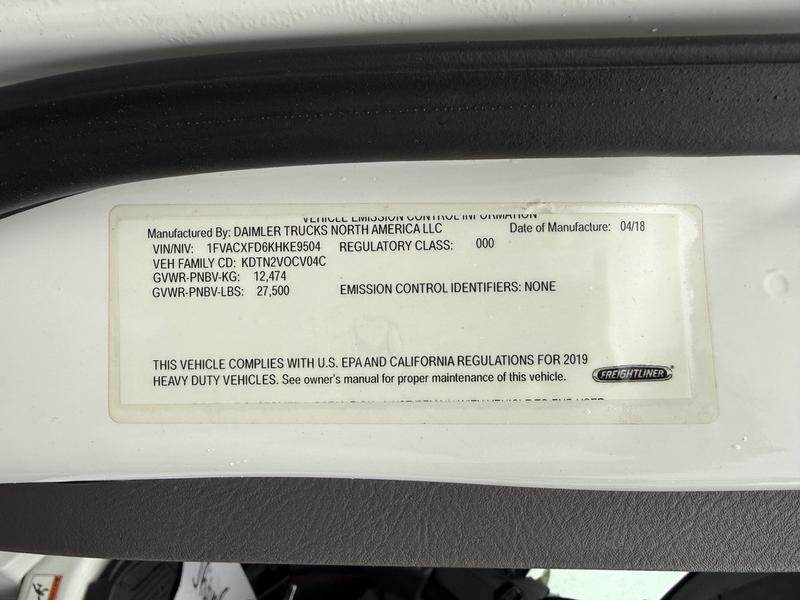 VEHICLE EMISSION CONTROL INFORMATION
Manufactured By: DAIMLER TRUCKS NORTH AMERICA LLC Date of Manufacture: 04/18
VIN/NIV: 1FVACXFD6KHKE9504 REGULATORY CLASS: 000
VEH FAMILY CD: KDTN2VOCV04C
GVWR-PNBV-KG: 12,474
GVWR-PNBV-LBS: 27,500 EMISSION CONTROL IDENTIFIERS: NONE
THIS VEHICLE COMPLIES WITH U.S. EPA AND CALIFORNIA REGULATIONS FOR 2019
HEAVY DUTY VEHICLES. See owner's manual for proper maintenance of this vehicle.
FREIGHTLINER